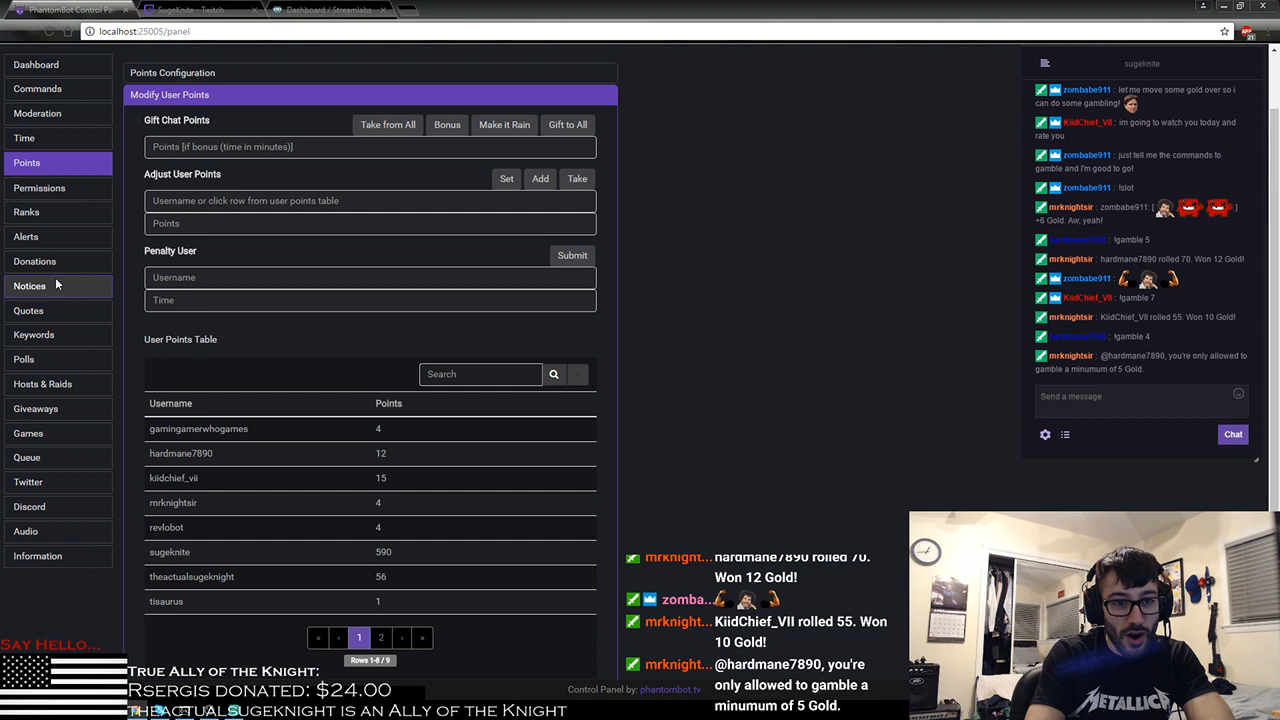 PhantomBot Control Pa
SugeKnite - Twitch
Dashboard / Streamlabs
localhost:25005/panel
Dashboard
Commands
Moderation
Time
Points
Permissions
Ranks
Alerts
Donations
Notices
Quotes
Keywords
Polls
Hosts & Raids
Giveaways
Games
Queue
Twitter
Discord
Audio
Information
Points Configuration
Modify User Points
Gift Chat Points
Take from All
Bonus
Make it Rain
Gift to All
Points [if bonus (time in minutes)]
Adjust User Points
Set
Add
Take
Username or click row from user points table
Points
Penalty User
Submit
Username
Time
User Points Table
Search
Username Points
gamingamerwhogames 4
hardmane7890 12
kiidchief_vii 15
mrknightsir 4
revlobot 4
sugeknite 590
theactualsugeknight 56
tisaurus 1
« ‹ 1 2 › »
Rows 1-8 / 9
Control Panel by: phantombot.tv
sugeknite
zombabe911 : let me move some gold over so i
can do some gambling!
KiidChief_VII : im going to watch you today and
rate you
zombabe911 : just tell me the commands to
gamble and I'm good to go!
zombabe911 : !slot
mrknightsir : zombabe911: [ ]
+6 Gold. Aw, yeah!
hardmane7890 : !gamble 5
mrknightsir : hardmane7890 rolled 70. Won 12 Gold!
zombabe911 :
KiidChief_VII : !gamble 7
mrknightsir : KiidChief_VII rolled 55. Won 10 Gold!
hardmane7890 : !gamble 4
mrknightsir : @hardmane7890, you're only allowed to
gamble a minumum of 5 Gold.
Send a message
Chat
mrknight... hardmane7890 rolled 70.
Won 12 Gold!
zomba...
mrknight... KiidChief_VII rolled 55. Won
10 Gold!
mrknight... @hardmane7890, you're
only allowed to gamble a
minumum of 5 Gold.
Say Hello...
True Ally of the Knight:
Rsergis donated: $24.00
theactualsugeknight is an Ally of the Knight
METALLICA